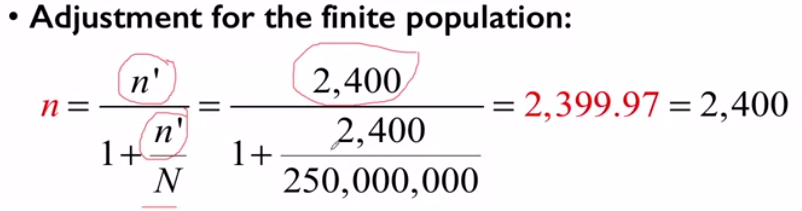 • Adjustment for the finite population:
n = n' / (1 + n'/N) = 2,400 / (1 + 2,400/250,000,000) = 2,399.97 = 2,400